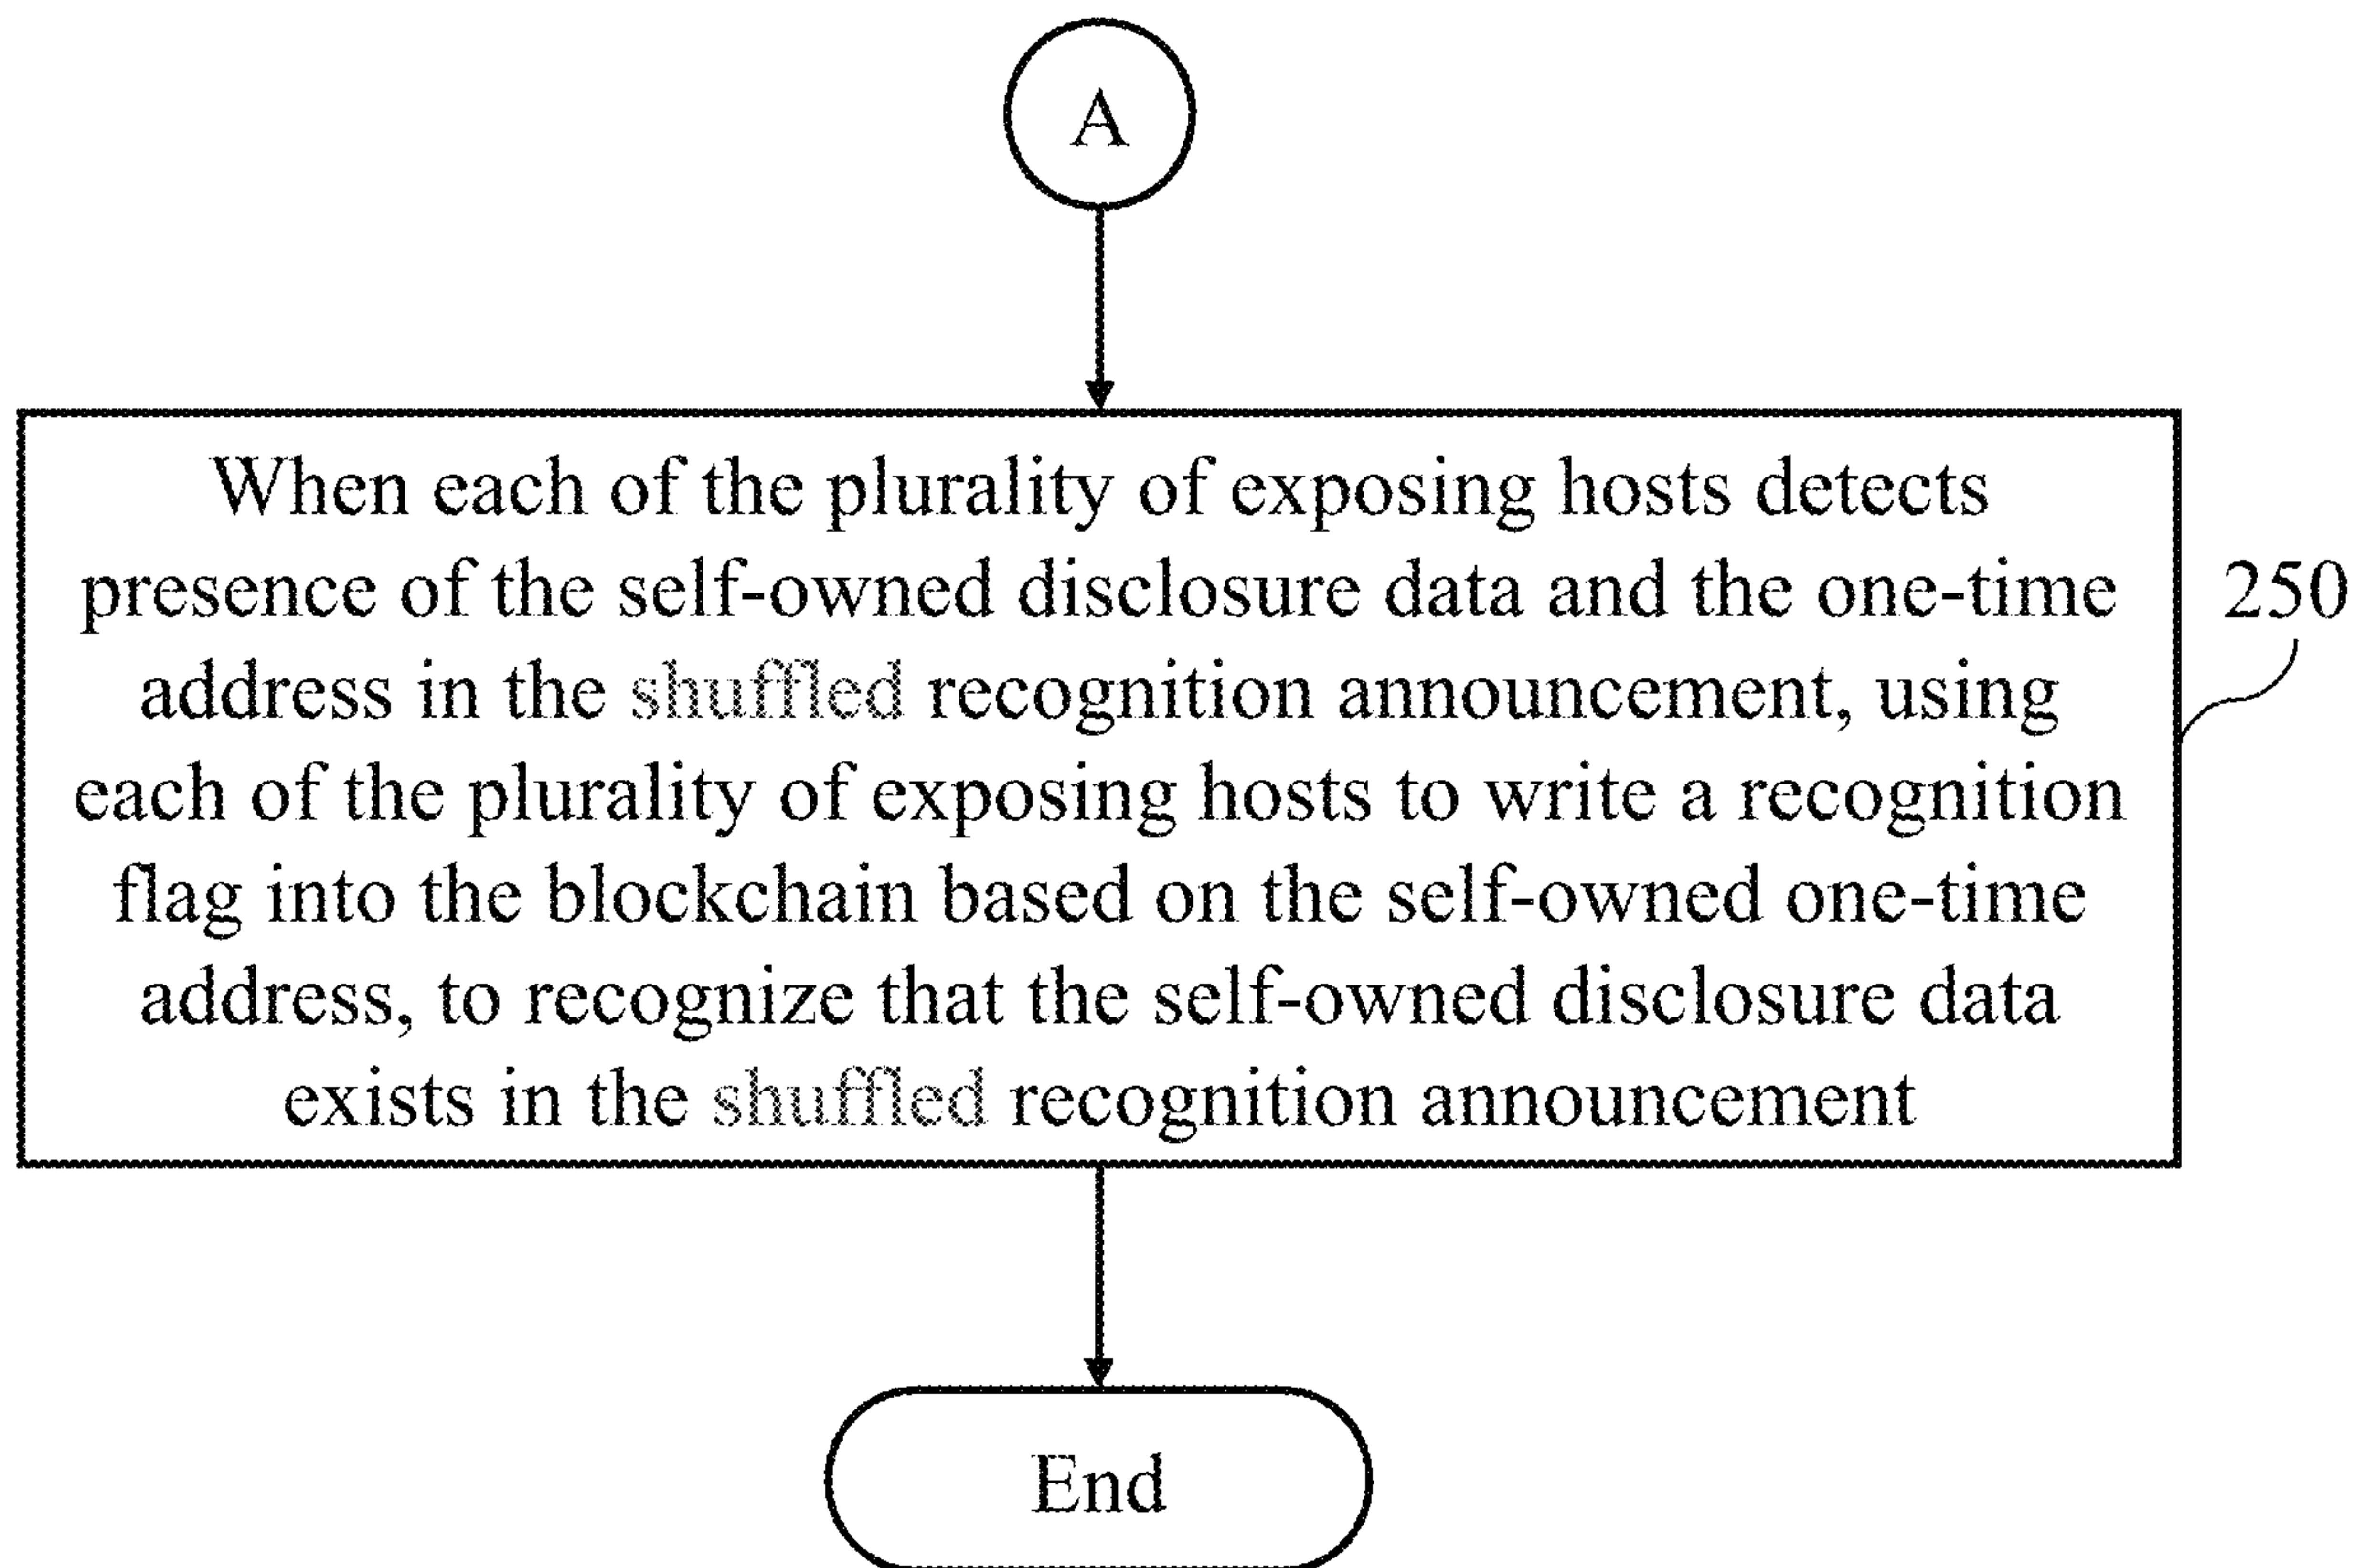 A
When each of the plurality of exposing hosts detects
presence of the self-owned disclosure data and the one-time
address in the shuffled recognition announcement, using
each of the plurality of exposing hosts to write a recognition
flag into the blockchain based on the self-owned one-time
address, to recognize that the self-owned disclosure data
exists in the shuffled recognition announcement
250
End